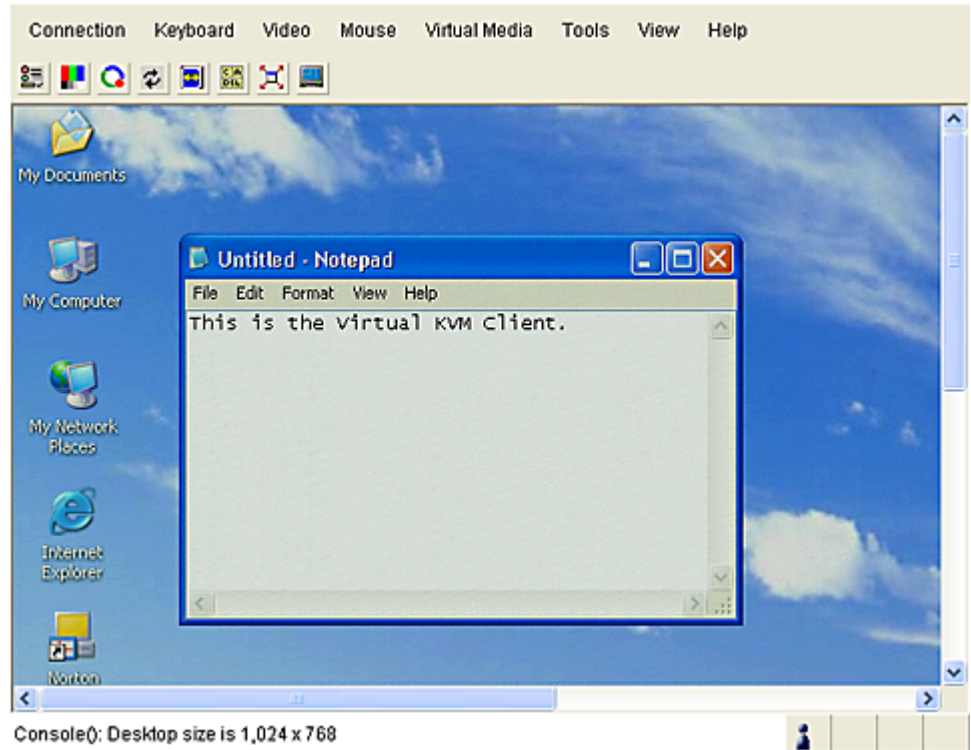 Connection Keyboard Video Mouse Virtual Media Tools View Help
My Documents
My Computer
My Network
Places
Internet
Explorer
Norton
Untitled - Notepad
File Edit Format View Help
This is the Virtual KVM Client.
Console(): Desktop size is 1,024 x 768